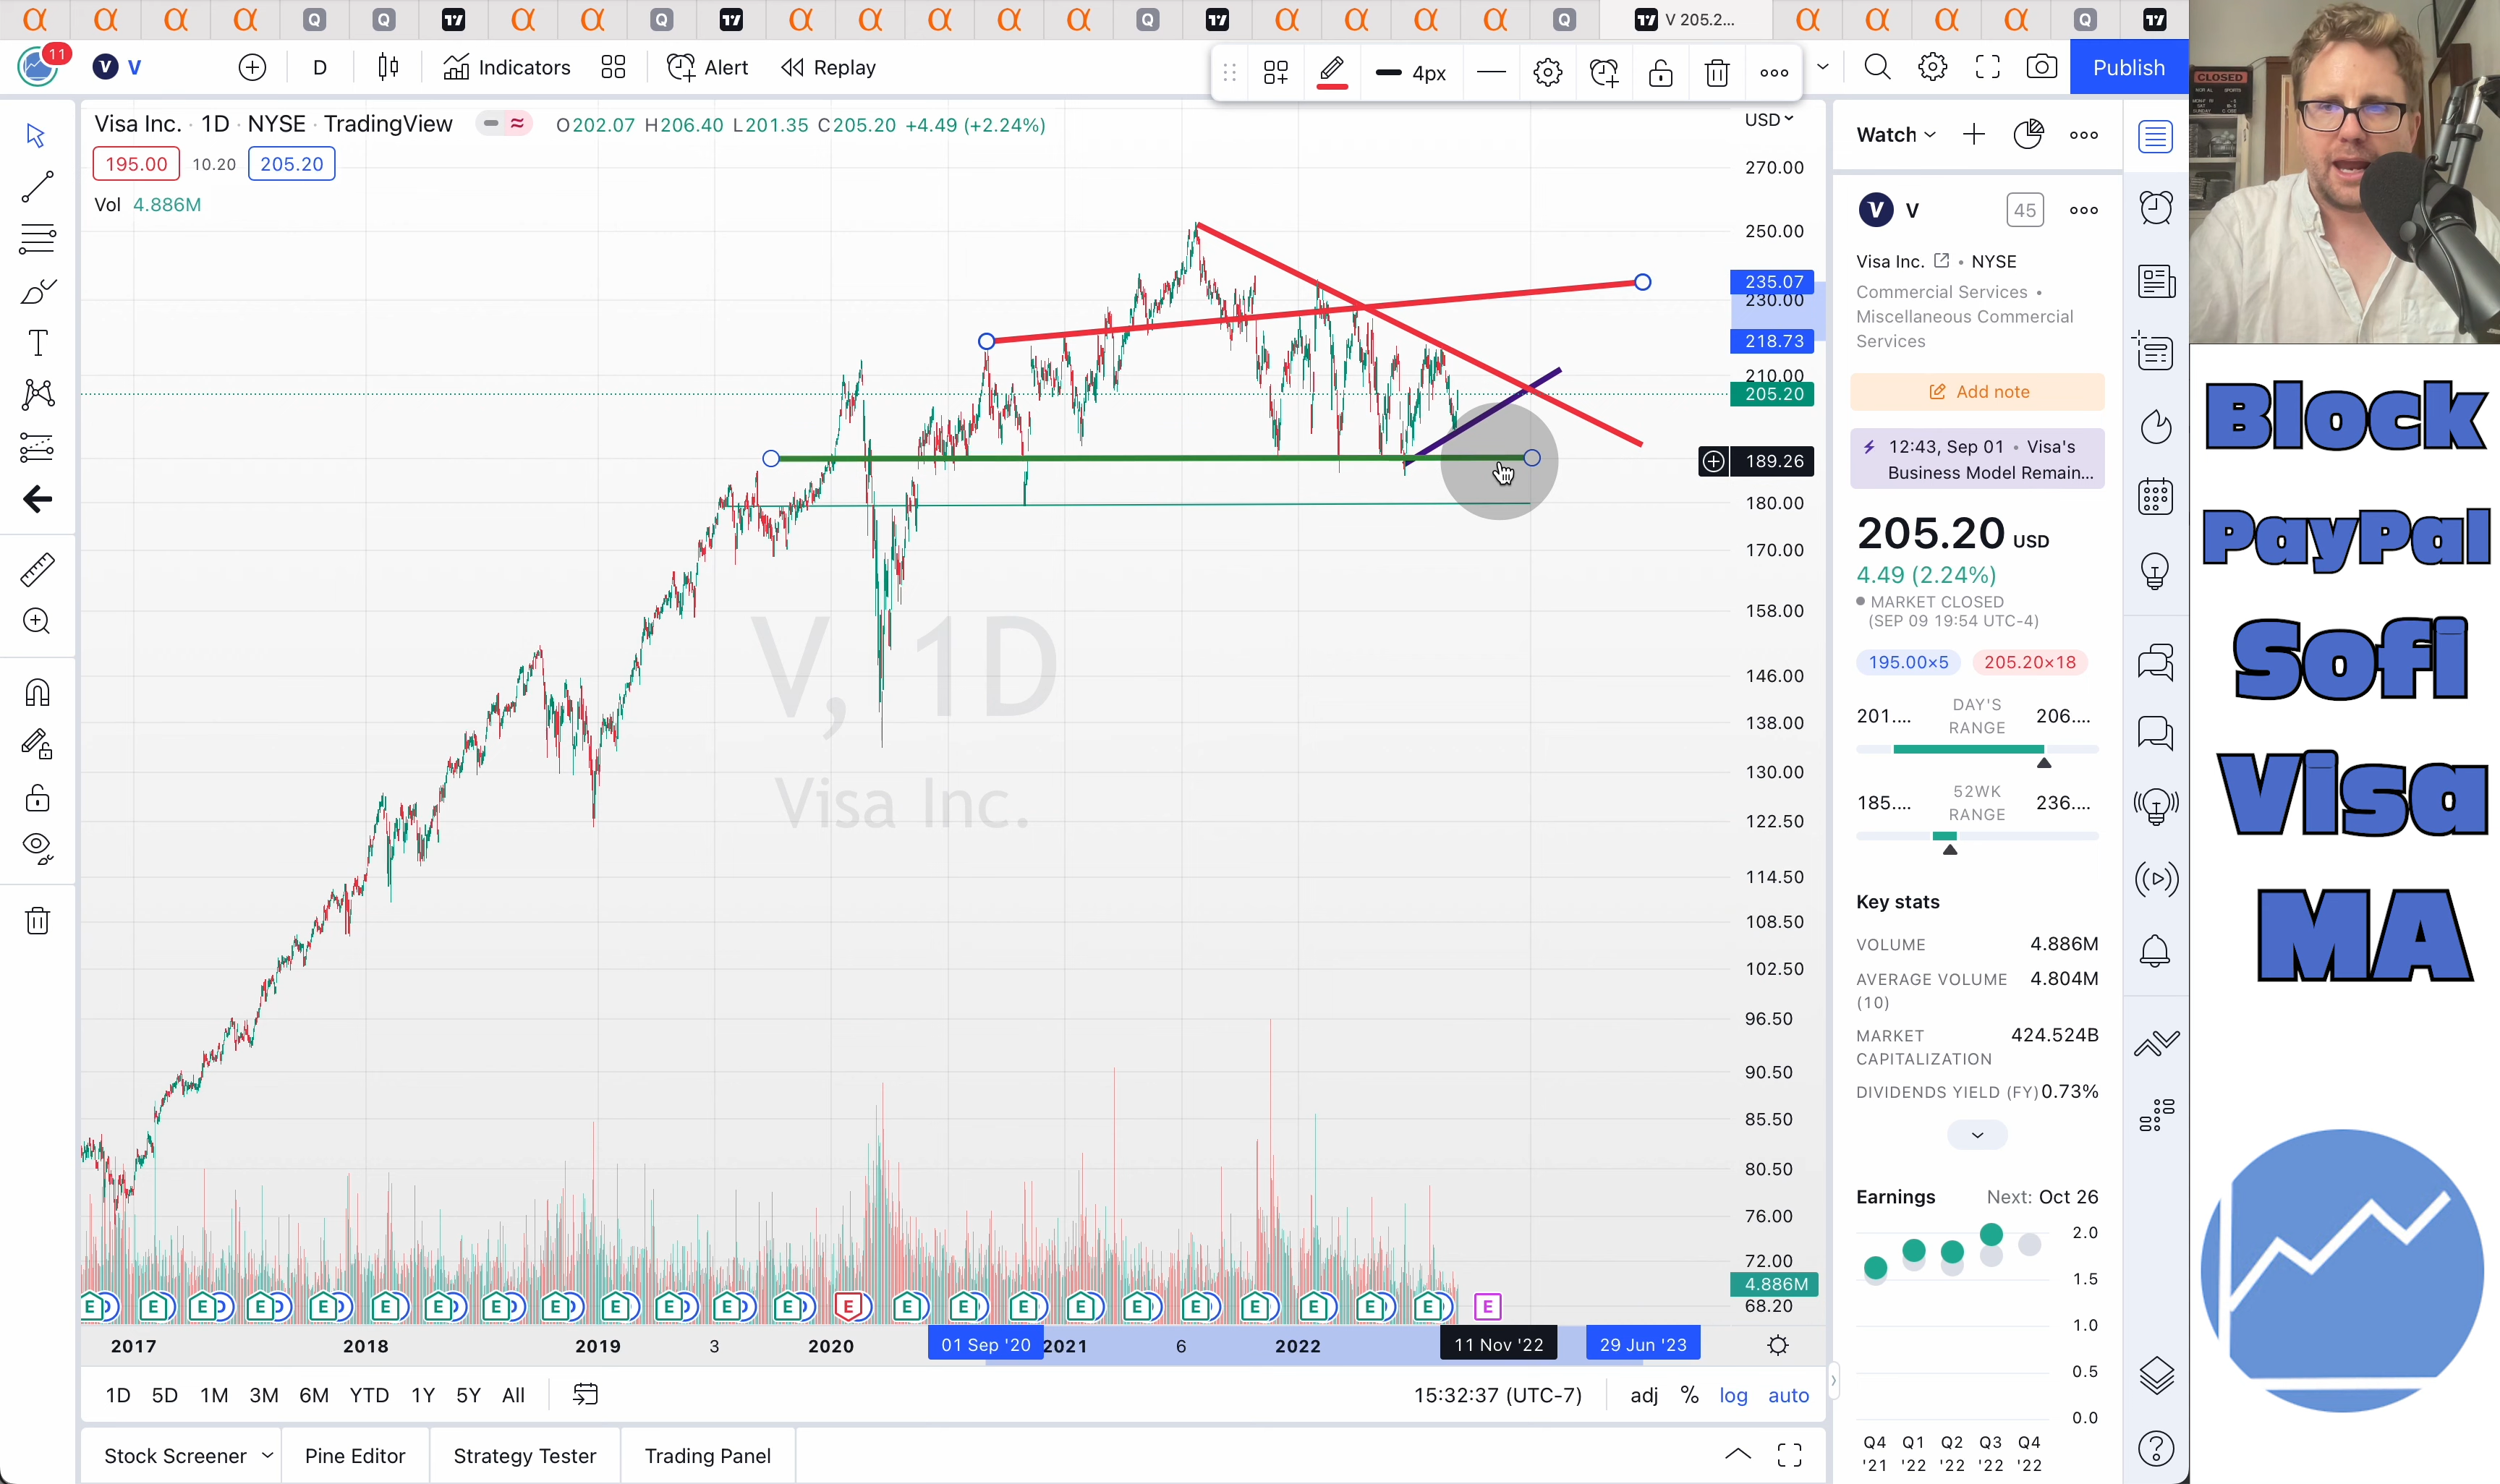 V 205.2...
11
V
D
Indicators
Alert
Replay
4px
Publish
Visa Inc. · 1D · NYSE · TradingView
O202.07 H206.40 L201.35 C205.20 +4.49 (+2.24%)
195.00
10.20
205.20
Vol 4.886M
USD
270.00
250.00
235.07
230.00
218.73
210.00
205.20
189.26
180.00
170.00
158.00
146.00
138.00
130.00
122.50
114.50
108.50
102.50
96.50
90.50
85.50
80.50
76.00
72.00
4.886M
68.20
V, 1D
Visa Inc.
2017
2018
2019
3
2020
01 Sep '20
2021
6
2022
11 Nov '22
29 Jun '23
1D
5D
1M
3M
6M
YTD
1Y
5Y
All
15:32:37 (UTC-7)
adj
%
log
auto
Stock Screener
Pine Editor
Strategy Tester
Trading Panel
Watch
V
45
Visa Inc. • NYSE
Commercial Services •
Miscellaneous Commercial
Services
Add note
12:43, Sep 01 • Visa's
Business Model Remain...
205.20 USD
4.49 (2.24%)
MARKET CLOSED
(SEP 09 19:54 UTC-4)
195.00×5
205.20×18
201....
DAY'S
RANGE
206....
185....
52WK
RANGE
236....
Key stats
VOLUME 4.886M
AVERAGE VOLUME 4.804M
(10)
MARKET 424.524B
CAPITALIZATION
DIVIDENDS YIELD (FY) 0.73%
Earnings
Next: Oct 26
2.0
1.5
1.0
0.5
0.0
Q4 Q1 Q2 Q3 Q4
'21 '22 '22 '22 '22
CLOSED
Block
PayPal
Sofi
Visa
MA